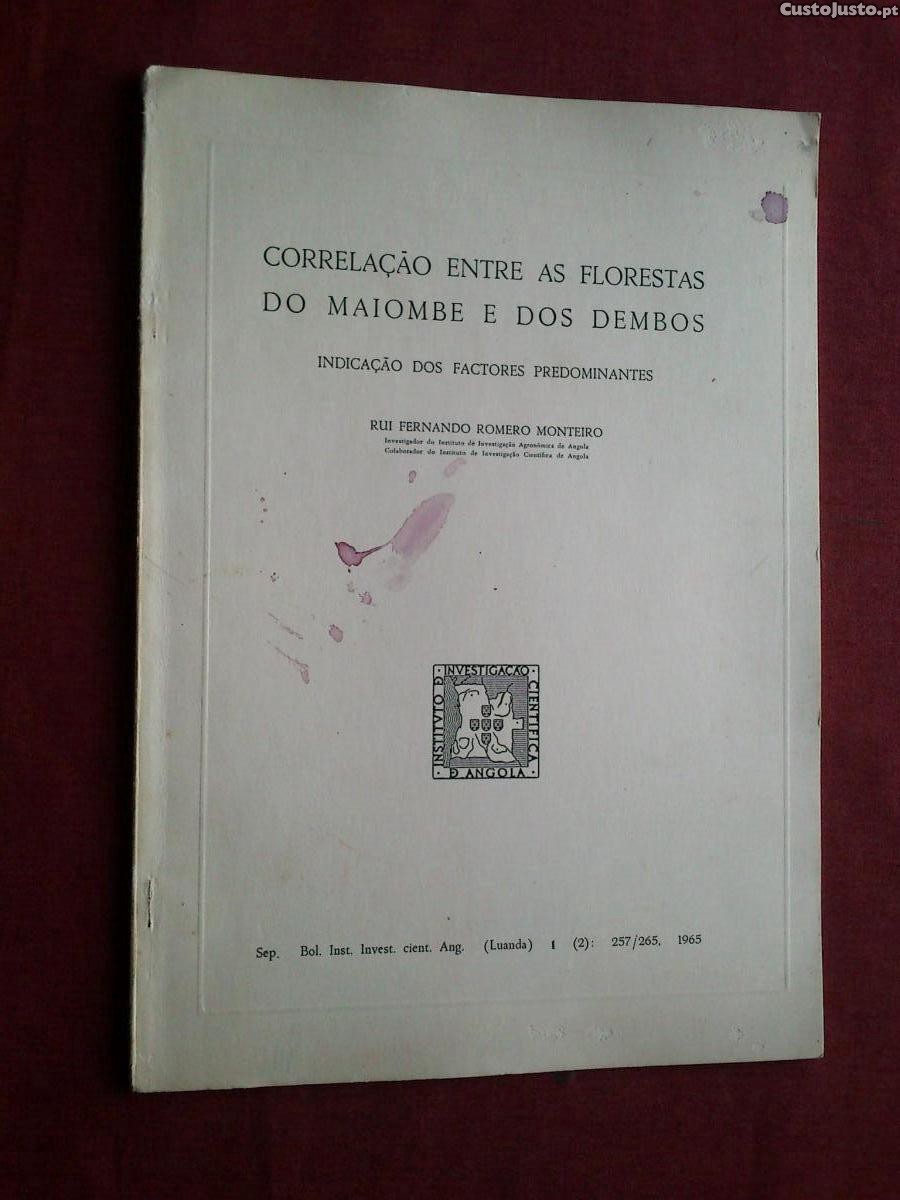 CustoJusto.pt
CORRELAÇÃO ENTRE AS FLORESTAS
DO MAIOMBE E DOS DEMBOS
INDICAÇÃO DOS FACTORES PREDOMINANTES
RUI FERNANDO ROMERO MONTEIRO
Investigador do Instituto de Investigação Agronómica de Angola
Colaborador do Instituto de Investigação Científica de Angola
INSTITVTO D INVESTIGAÇÃO CIENTIFICA
D ANGOLA
Sep. Bol. Inst. Invest. cient. Ang. (Luanda) 1 (2): 257/265, 1965